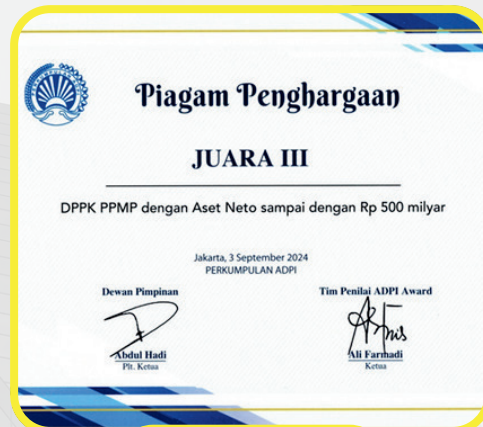 Piagam Penghargaan
JUARA III
DPPK PPMP dengan Aset Neto sampai dengan Rp 500 milyar
Jakarta, 3 September 2024
PERKUMPULAN ADPI
Dewan Pimpinan
Abdul Hadi
Plt. Ketua
Tim Penilai ADPI Award
Ali Farmadi
Ketua